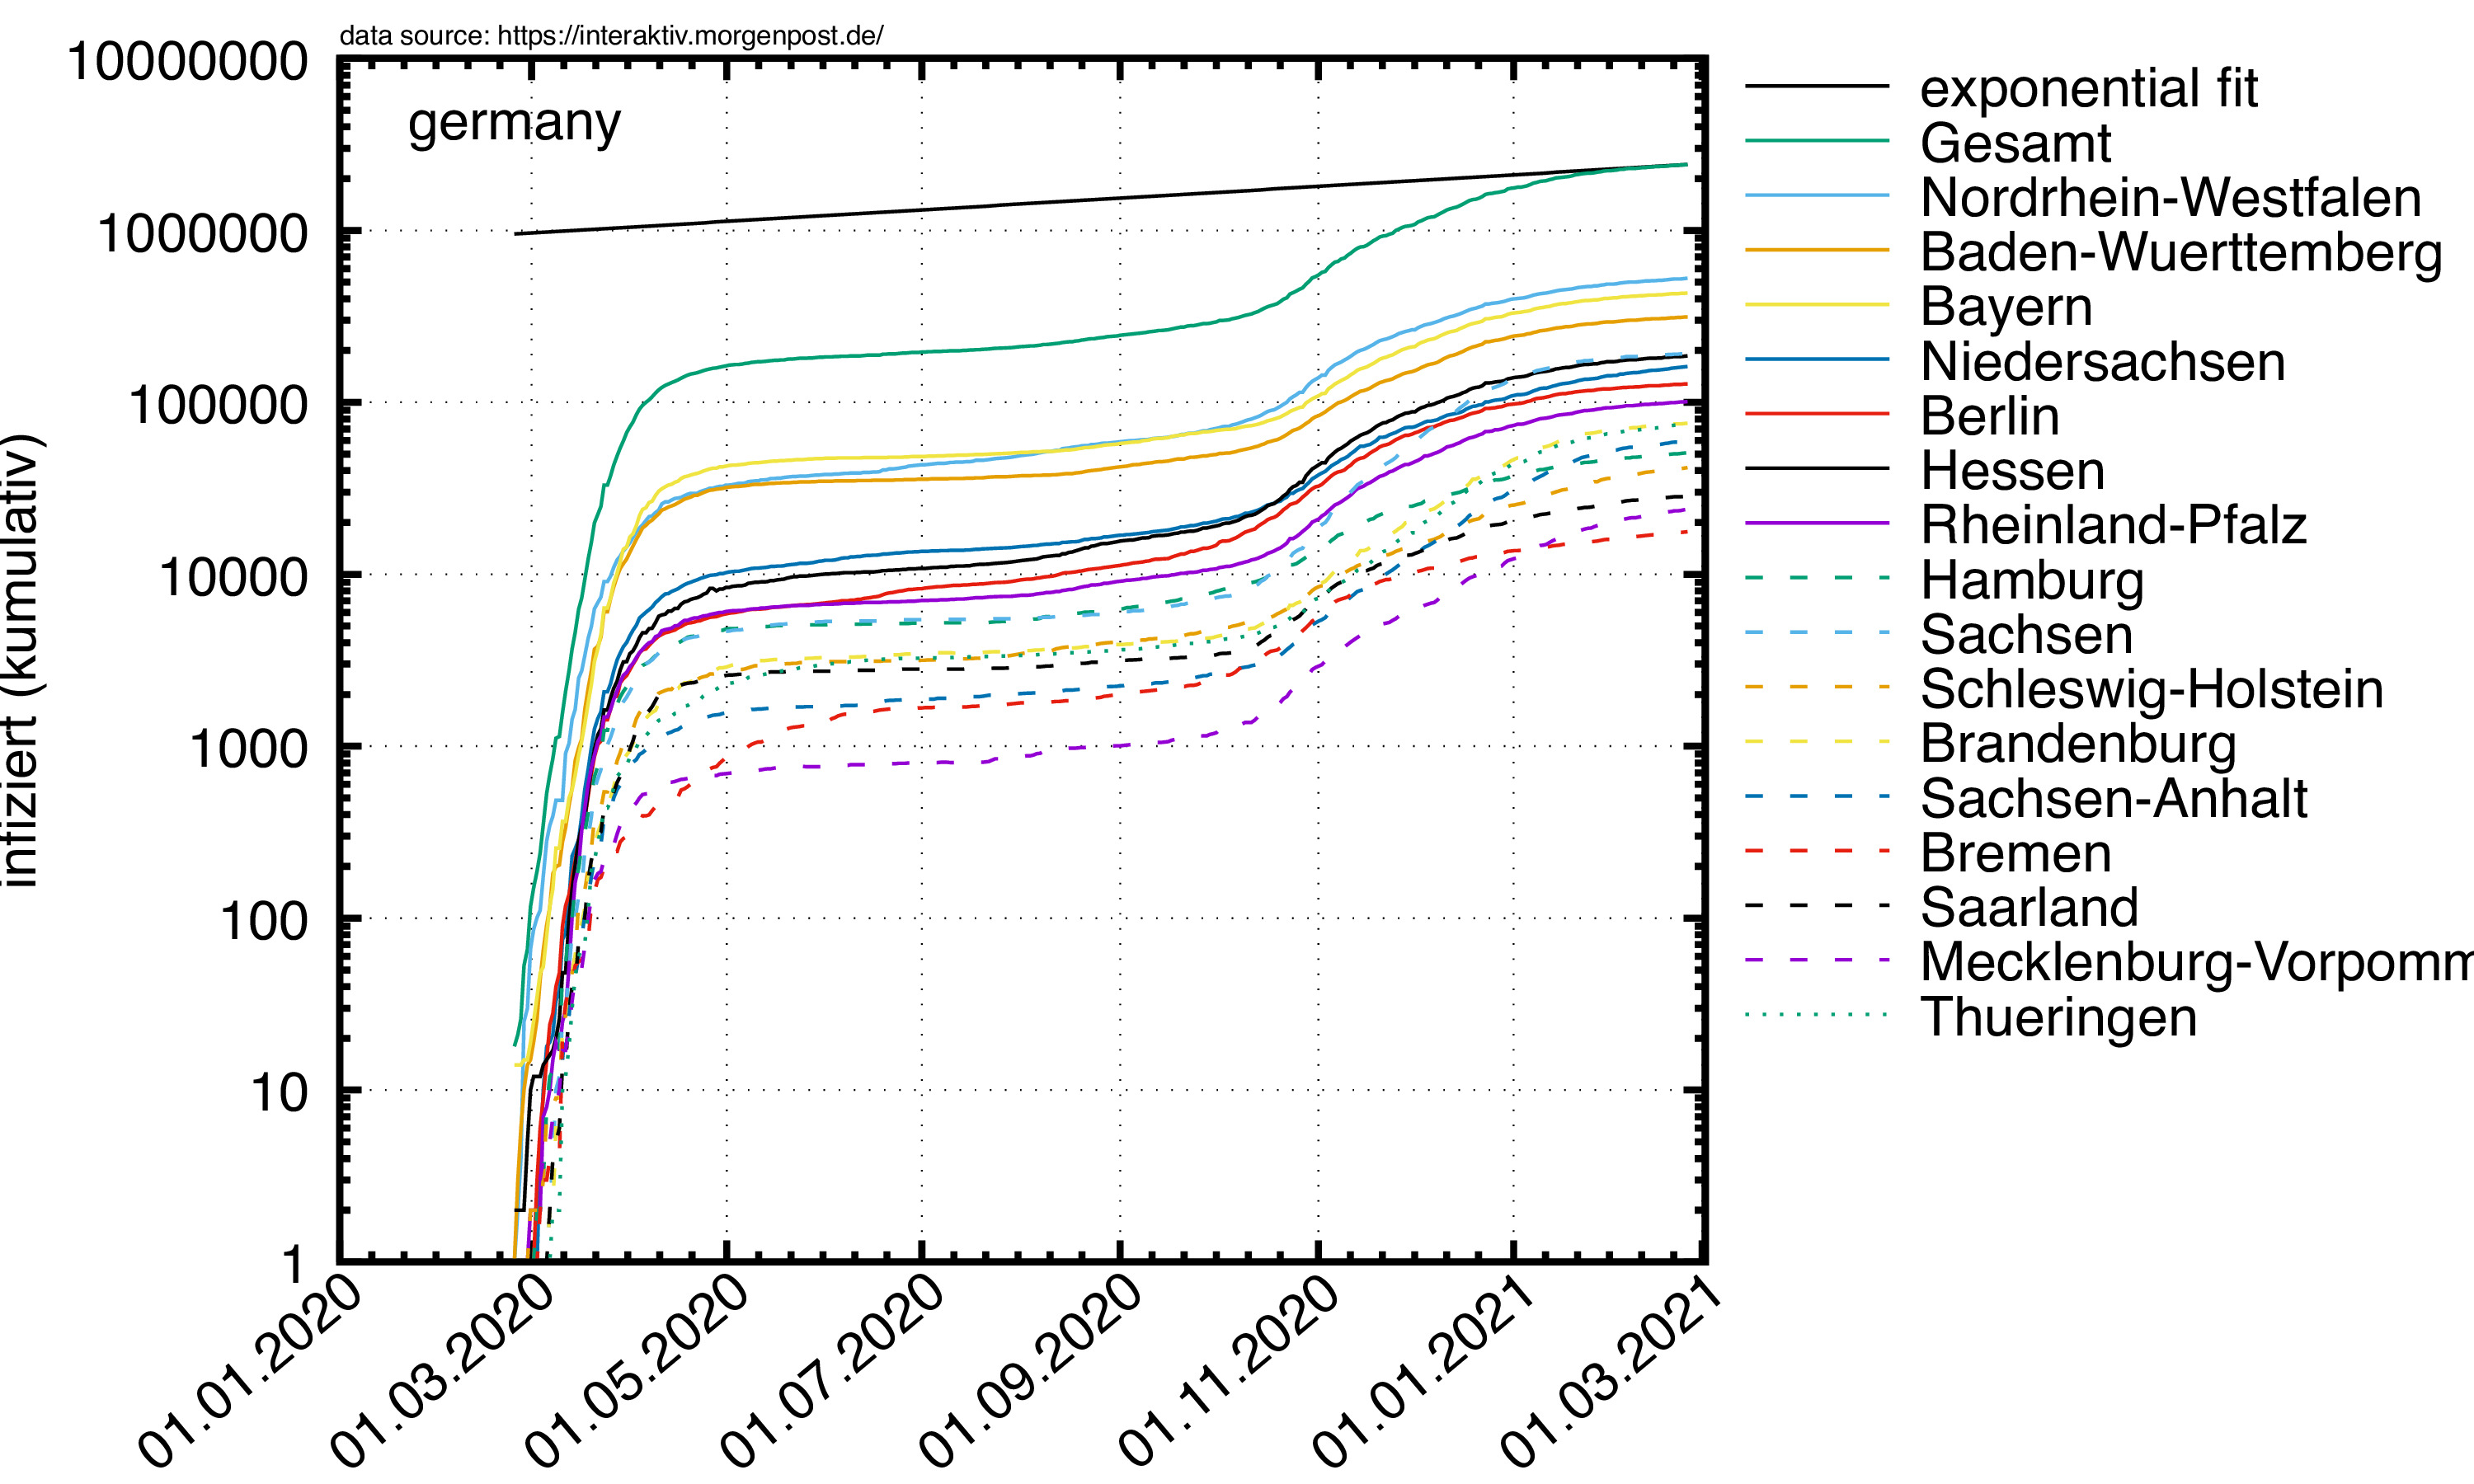 data source: https://interaktiv.morgenpost.de/
germany
infiziert (kumulativ)
10000000
1000000
100000
10000
1000
100
10
1
01.01.2020
01.03.2020
01.05.2020
01.07.2020
01.09.2020
01.11.2020
01.01.2021
01.03.2021
exponential fit
Gesamt
Nordrhein-Westfalen
Baden-Wuerttemberg
Bayern
Niedersachsen
Berlin
Hessen
Rheinland-Pfalz
Hamburg
Sachsen
Schleswig-Holstein
Brandenburg
Sachsen-Anhalt
Bremen
Saarland
Mecklenburg-Vorpomm
Thueringen